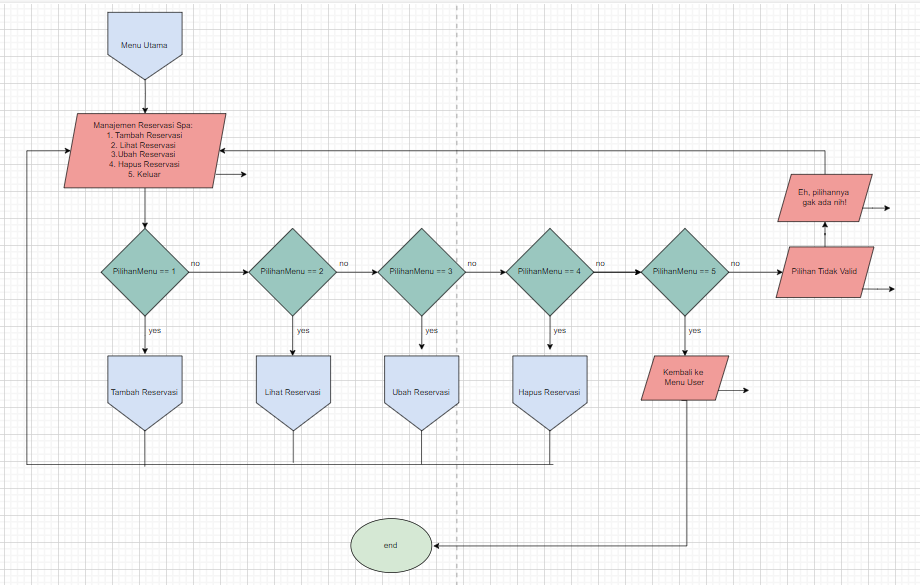 Menu Utama
Manajemen Reservasi Spa:
1. Tambah Reservasi
2. Lihat Reservasi
3.Ubah Reservasi
4. Hapus Reservasi
5. Keluar
Eh, pilihannya
gak ada nih!
PilihanMenu == 1
no
PilihanMenu == 2
no
PilihanMenu == 3
no
PilihanMenu == 4
no
PilihanMenu == 5
no
Pilihan Tidak Valid
yes
yes
yes
yes
yes
Tambah Reservasi
Lihat Reservasi
Ubah Reservasi
Hapus Reservasi
Kembali ke
Menu User
end